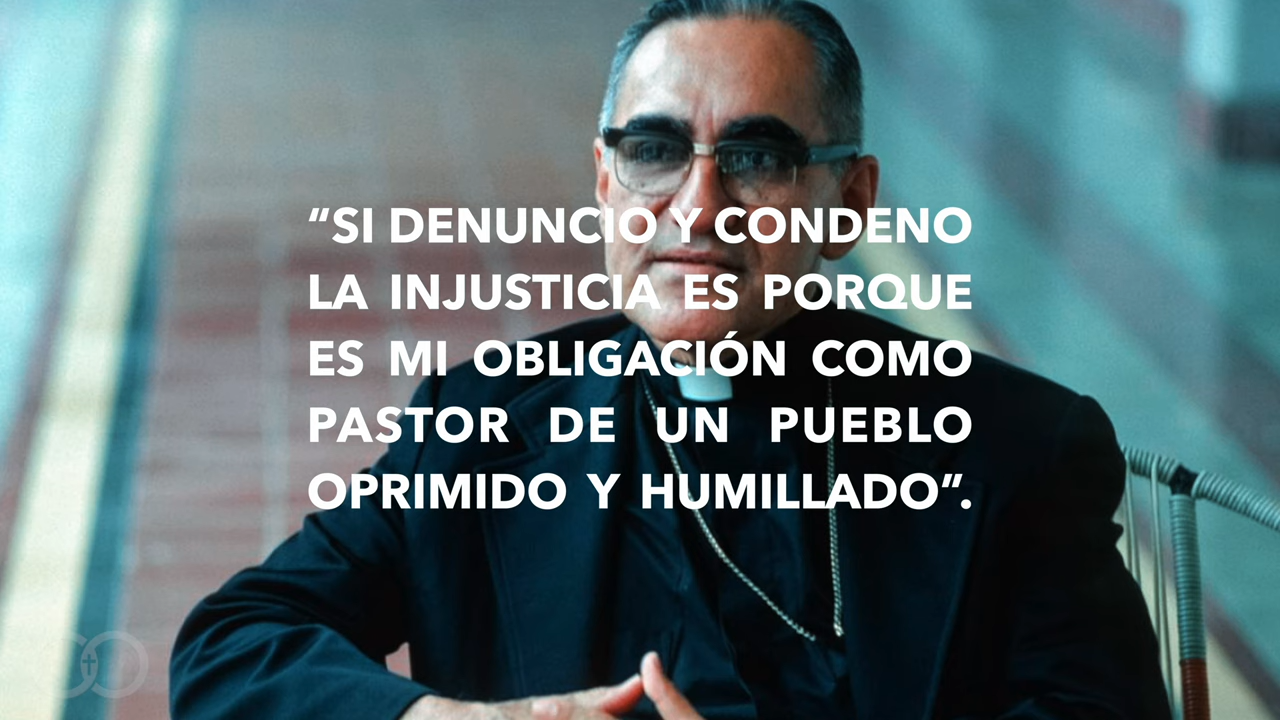 “SI DENUNCIO Y CONDENO
LA INJUSTICIA ES PORQUE
ES MI OBLIGACIÓN COMO
PASTOR DE UN PUEBLO
OPRIMIDO Y HUMILLADO”.